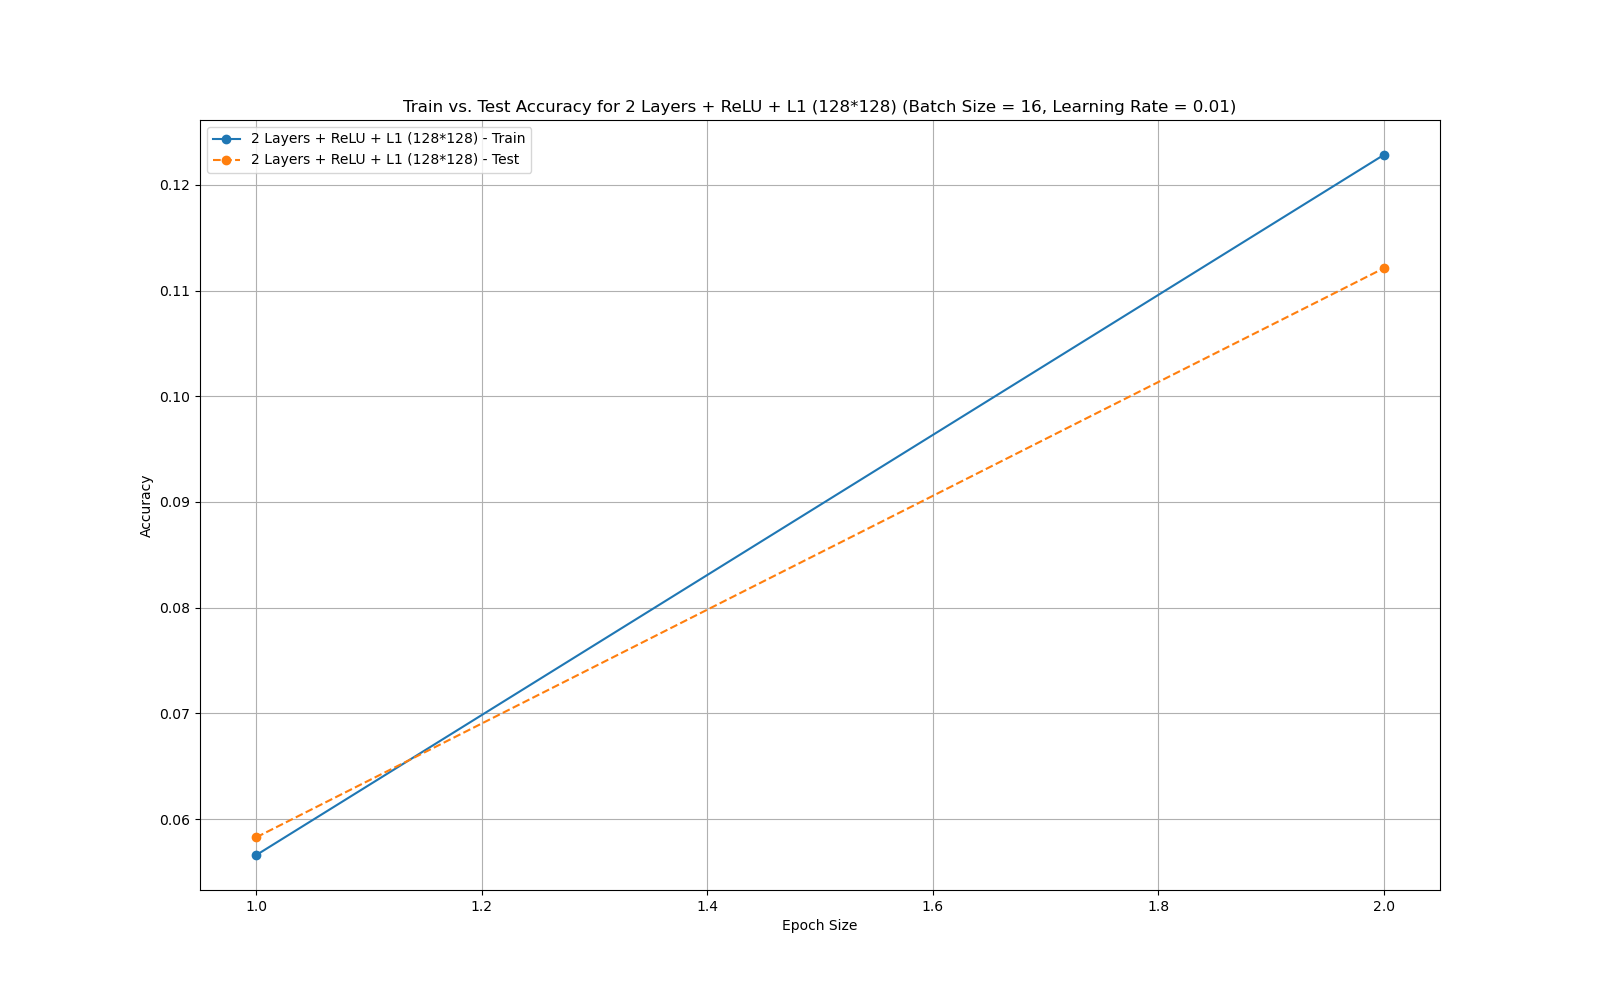 Train vs. Test Accuracy for 2 Layers + ReLU + L1 (128*128) (Batch Size = 16, Learning Rate = 0.01)
2 Layers + ReLU + L1 (128*128) - Train
2 Layers + ReLU + L1 (128*128) - Test
0.12
0.11
0.10
0.09
0.08
0.07
0.06
Accuracy
1.0 1.2 1.4 1.6 1.8 2.0
Epoch Size